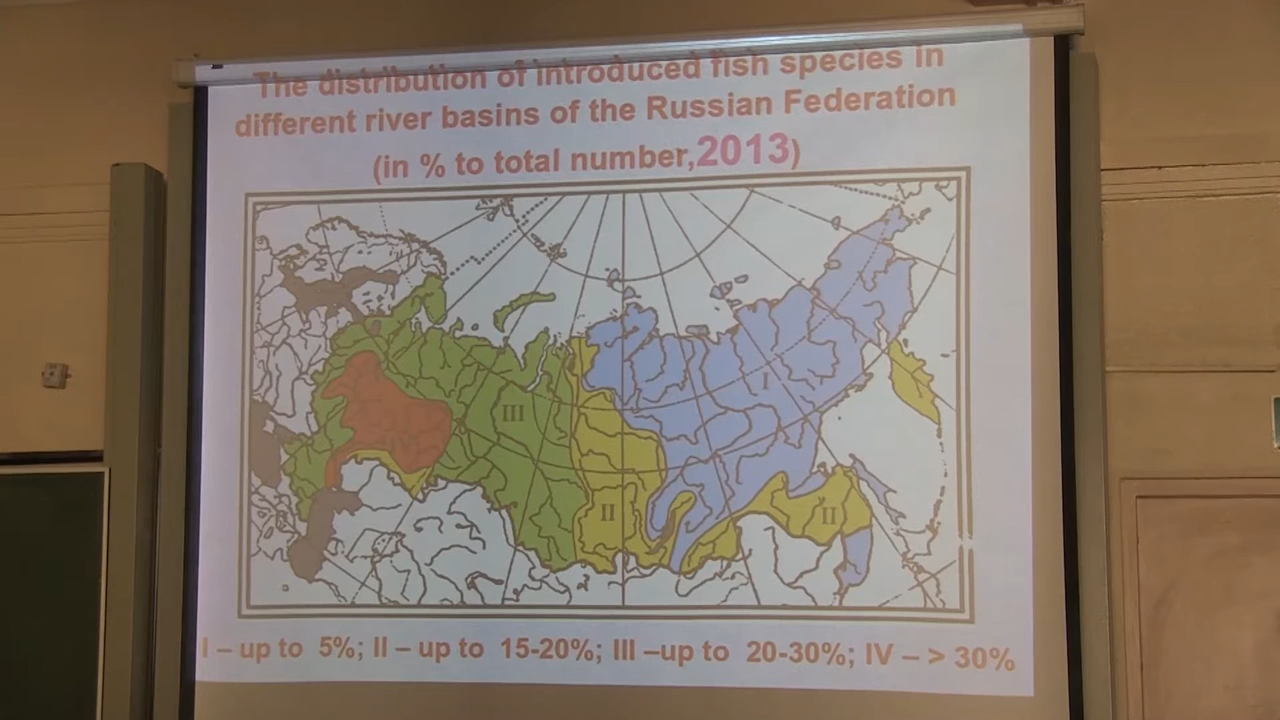 The distribution of introduced fish species in
different river basins of the Russian Federation
(in % to total number,2013)
I
III
II
II
I – up to 5%; II – up to 15-20%; III –up to 20-30%; IV – > 30%